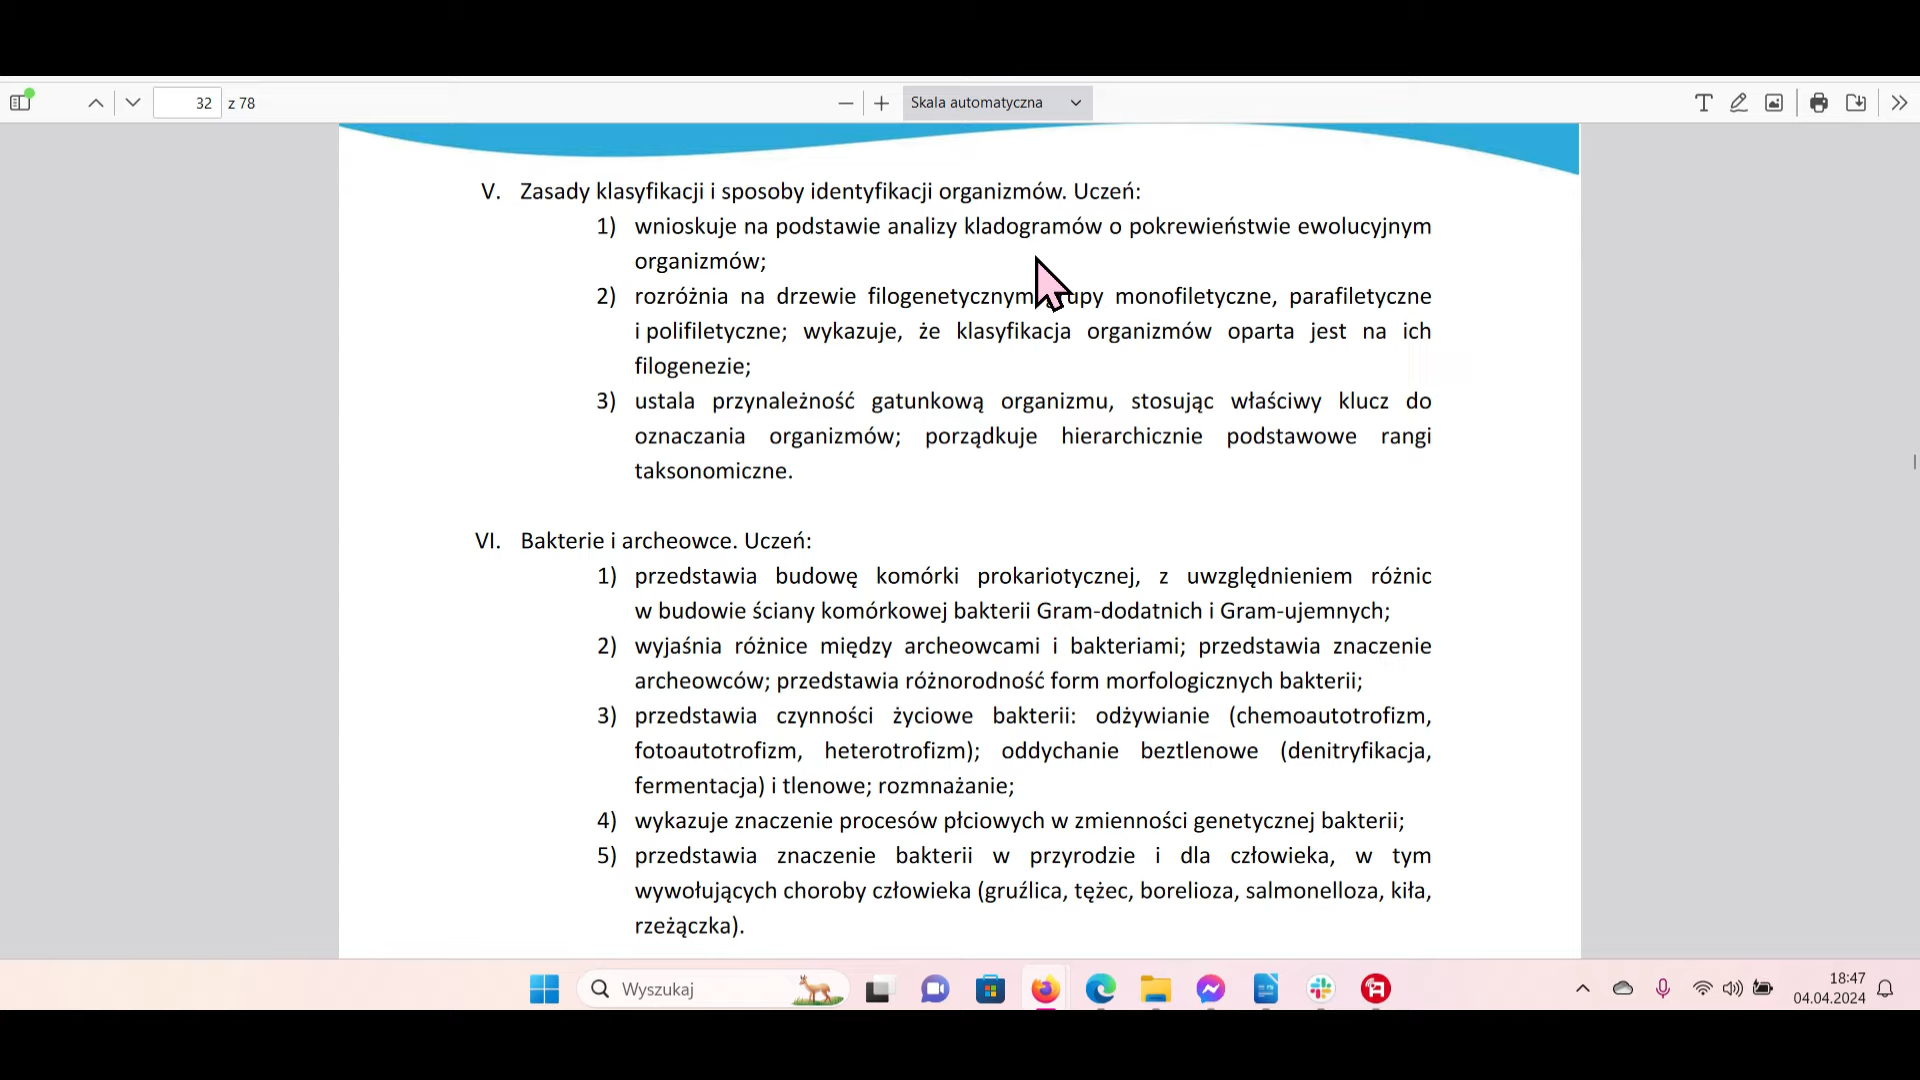 32 z 78
Skala automatyczna
V. Zasady klasyfikacji i sposoby identyfikacji organizmów. Uczeń:
1) wnioskuje na podstawie analizy kladogramów o pokrewieństwie ewolucyjnym
organizmów;
2) rozróżnia na drzewie filogenetycznym grupy monofiletyczne, parafiletyczne
i polifiletyczne; wykazuje, że klasyfikacja organizmów oparta jest na ich
filogenezie;
3) ustala przynależność gatunkową organizmu, stosując właściwy klucz do
oznaczania organizmów; porządkuje hierarchicznie podstawowe rangi
taksonomiczne.
VI. Bakterie i archeowce. Uczeń:
1) przedstawia budowę komórki prokariotycznej, z uwzględnieniem różnic
w budowie ściany komórkowej bakterii Gram-dodatnich i Gram-ujemnych;
2) wyjaśnia różnice między archeowcami i bakteriami; przedstawia znaczenie
archeowców; przedstawia różnorodność form morfologicznych bakterii;
3) przedstawia czynności życiowe bakterii: odżywianie (chemoautotrofizm,
fotoautotrofizm, heterotrofizm); oddychanie beztlenowe (denitryfikacja,
fermentacja) i tlenowe; rozmnażanie;
4) wykazuje znaczenie procesów płciowych w zmienności genetycznej bakterii;
5) przedstawia znaczenie bakterii w przyrodzie i dla człowieka, w tym
wywołujących choroby człowieka (gruźlica, tężec, borelioza, salmonelloza, kiła,
rzeżączka).
Wyszukaj
18:47
04.04.2024